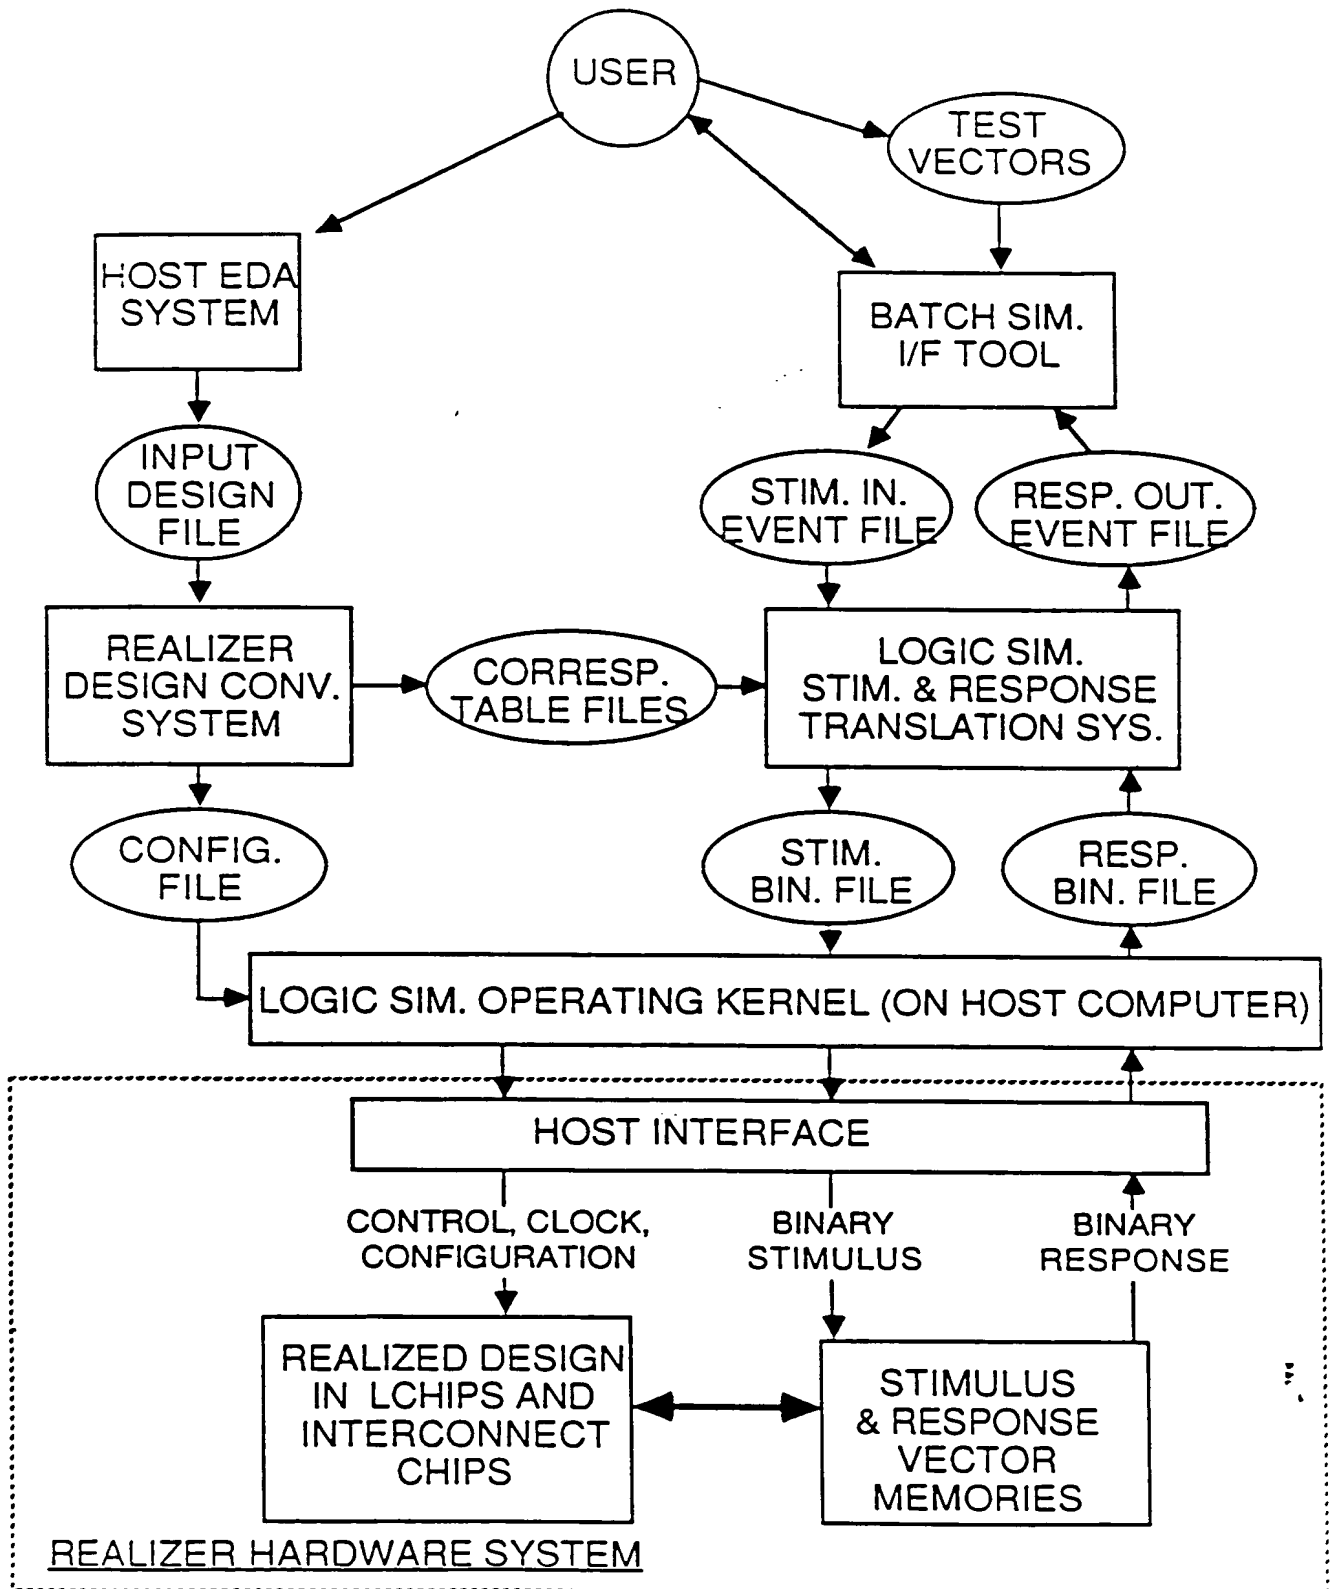 USER
TEST
VECTORS
HOST EDA
SYSTEM
BATCH SIM.
I/F TOOL
INPUT
DESIGN
FILE
STIM. IN.
EVENT FILE
RESP. OUT.
EVENT FILE
REALIZER
DESIGN CONV.
SYSTEM
CORRESP.
TABLE FILES
LOGIC SIM.
STIM. & RESPONSE
TRANSLATION SYS.
CONFIG.
FILE
STIM.
BIN. FILE
RESP.
BIN. FILE
LOGIC SIM. OPERATING KERNEL (ON HOST COMPUTER)
HOST INTERFACE
CONTROL, CLOCK,
CONFIGURATION
BINARY
STIMULUS
BINARY
RESPONSE
REALIZED DESIGN
IN LCHIPS AND
INTERCONNECT
CHIPS
STIMULUS
& RESPONSE
VECTOR
MEMORIES
REALIZER HARDWARE SYSTEM